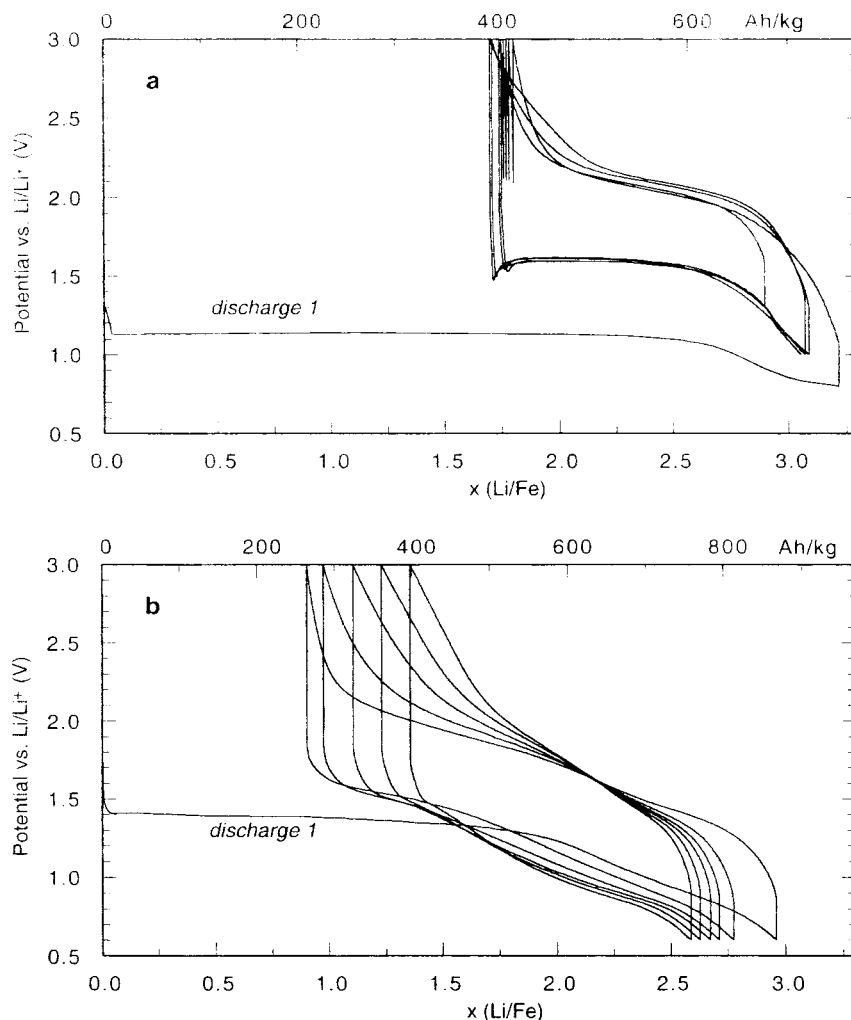 0 200 400 600 Ah/kg
3.0
a
2.5
2.0
1.5
discharge 1
1.0
0.5
Potential vs. Li/Li+ (V)
0.0 0.5 1.0 1.5 2.0 2.5 3.0
x (Li/Fe)
0 200 400 600 800 Ah/kg
3.0
b
2.5
2.0
1.5
discharge 1
1.0
0.5
Potential vs. Li/Li+ (V)
0.0 0.5 1.0 1.5 2.0 2.5 3.0
x (Li/Fe)